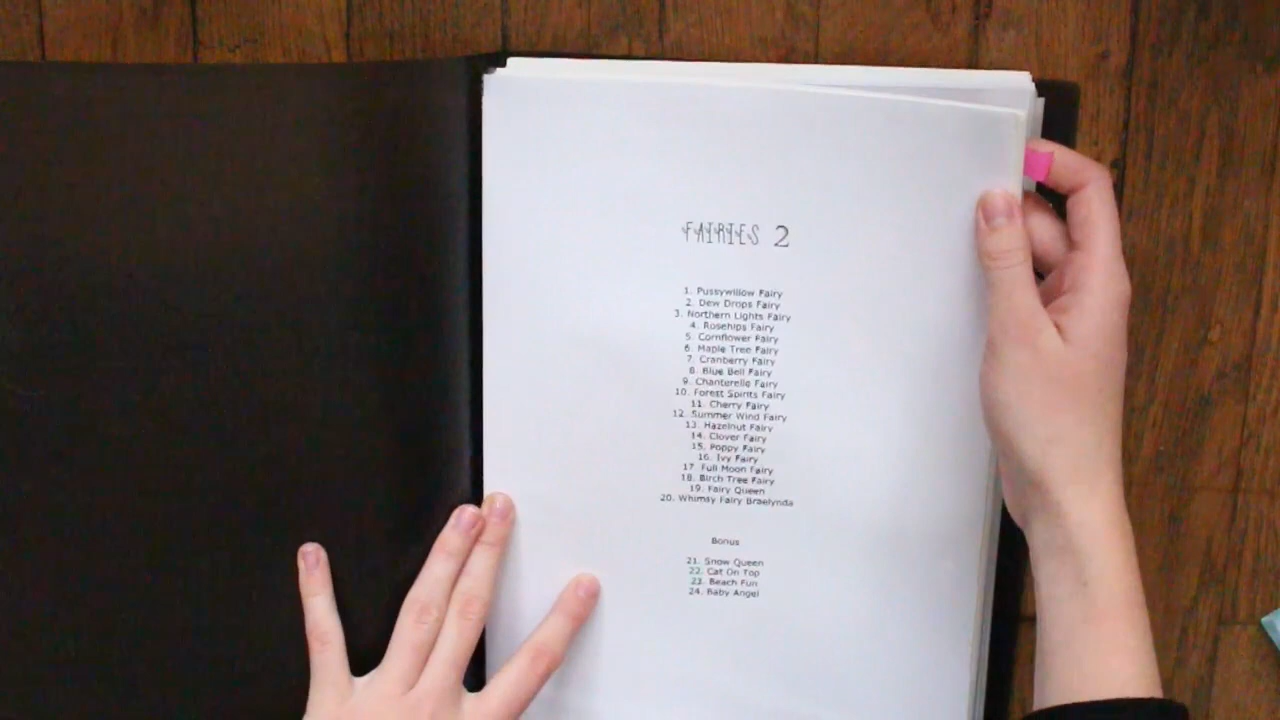 FAIRIES 2
1. Pussywillow Fairy
2. Dew Drops Fairy
3. Northern Lights Fairy
4. Rosehips Fairy
5. Cornflower Fairy
6. Maple Tree Fairy
7. Cranberry Fairy
8. Blue Bell Fairy
9. Chanterelle Fairy
10. Forest Spirits Fairy
11. Cherry Fairy
12. Summer Wind Fairy
13. Hazelnut Fairy
14. Clover Fairy
15. Poppy Fairy
16. Ivy Fairy
17. Full Moon Fairy
18. Birch Tree Fairy
19. Fairy Queen
20. Whimsy Fairy Braelynda
Bonus
21. Snow Queen
22. Cat On Top
23. Beach Fun
24. Baby Angel